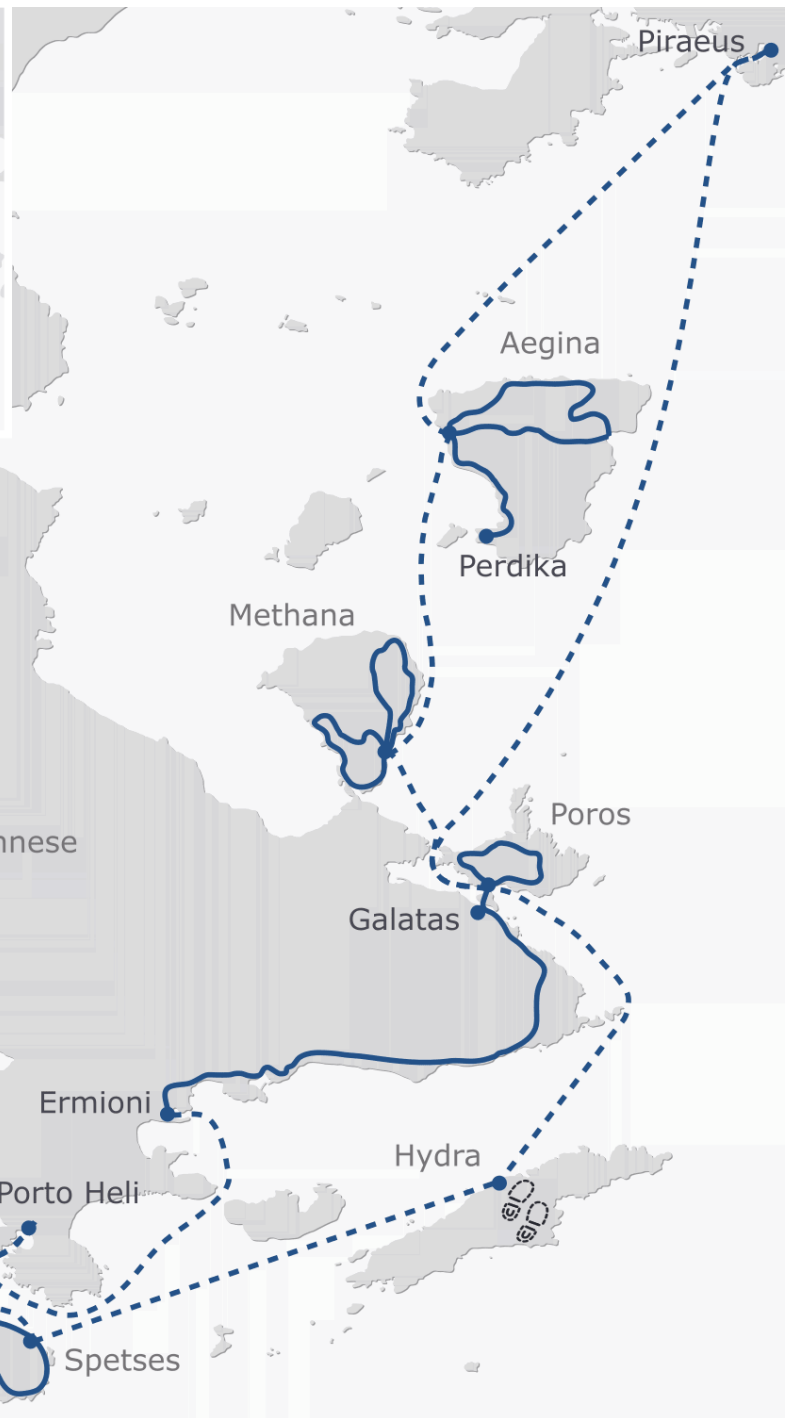 Piraeus
Aegina
Perdika
Methana
Poros
nnese
Galatas
Ermioni
Hydra
Porto Heli
Spetses